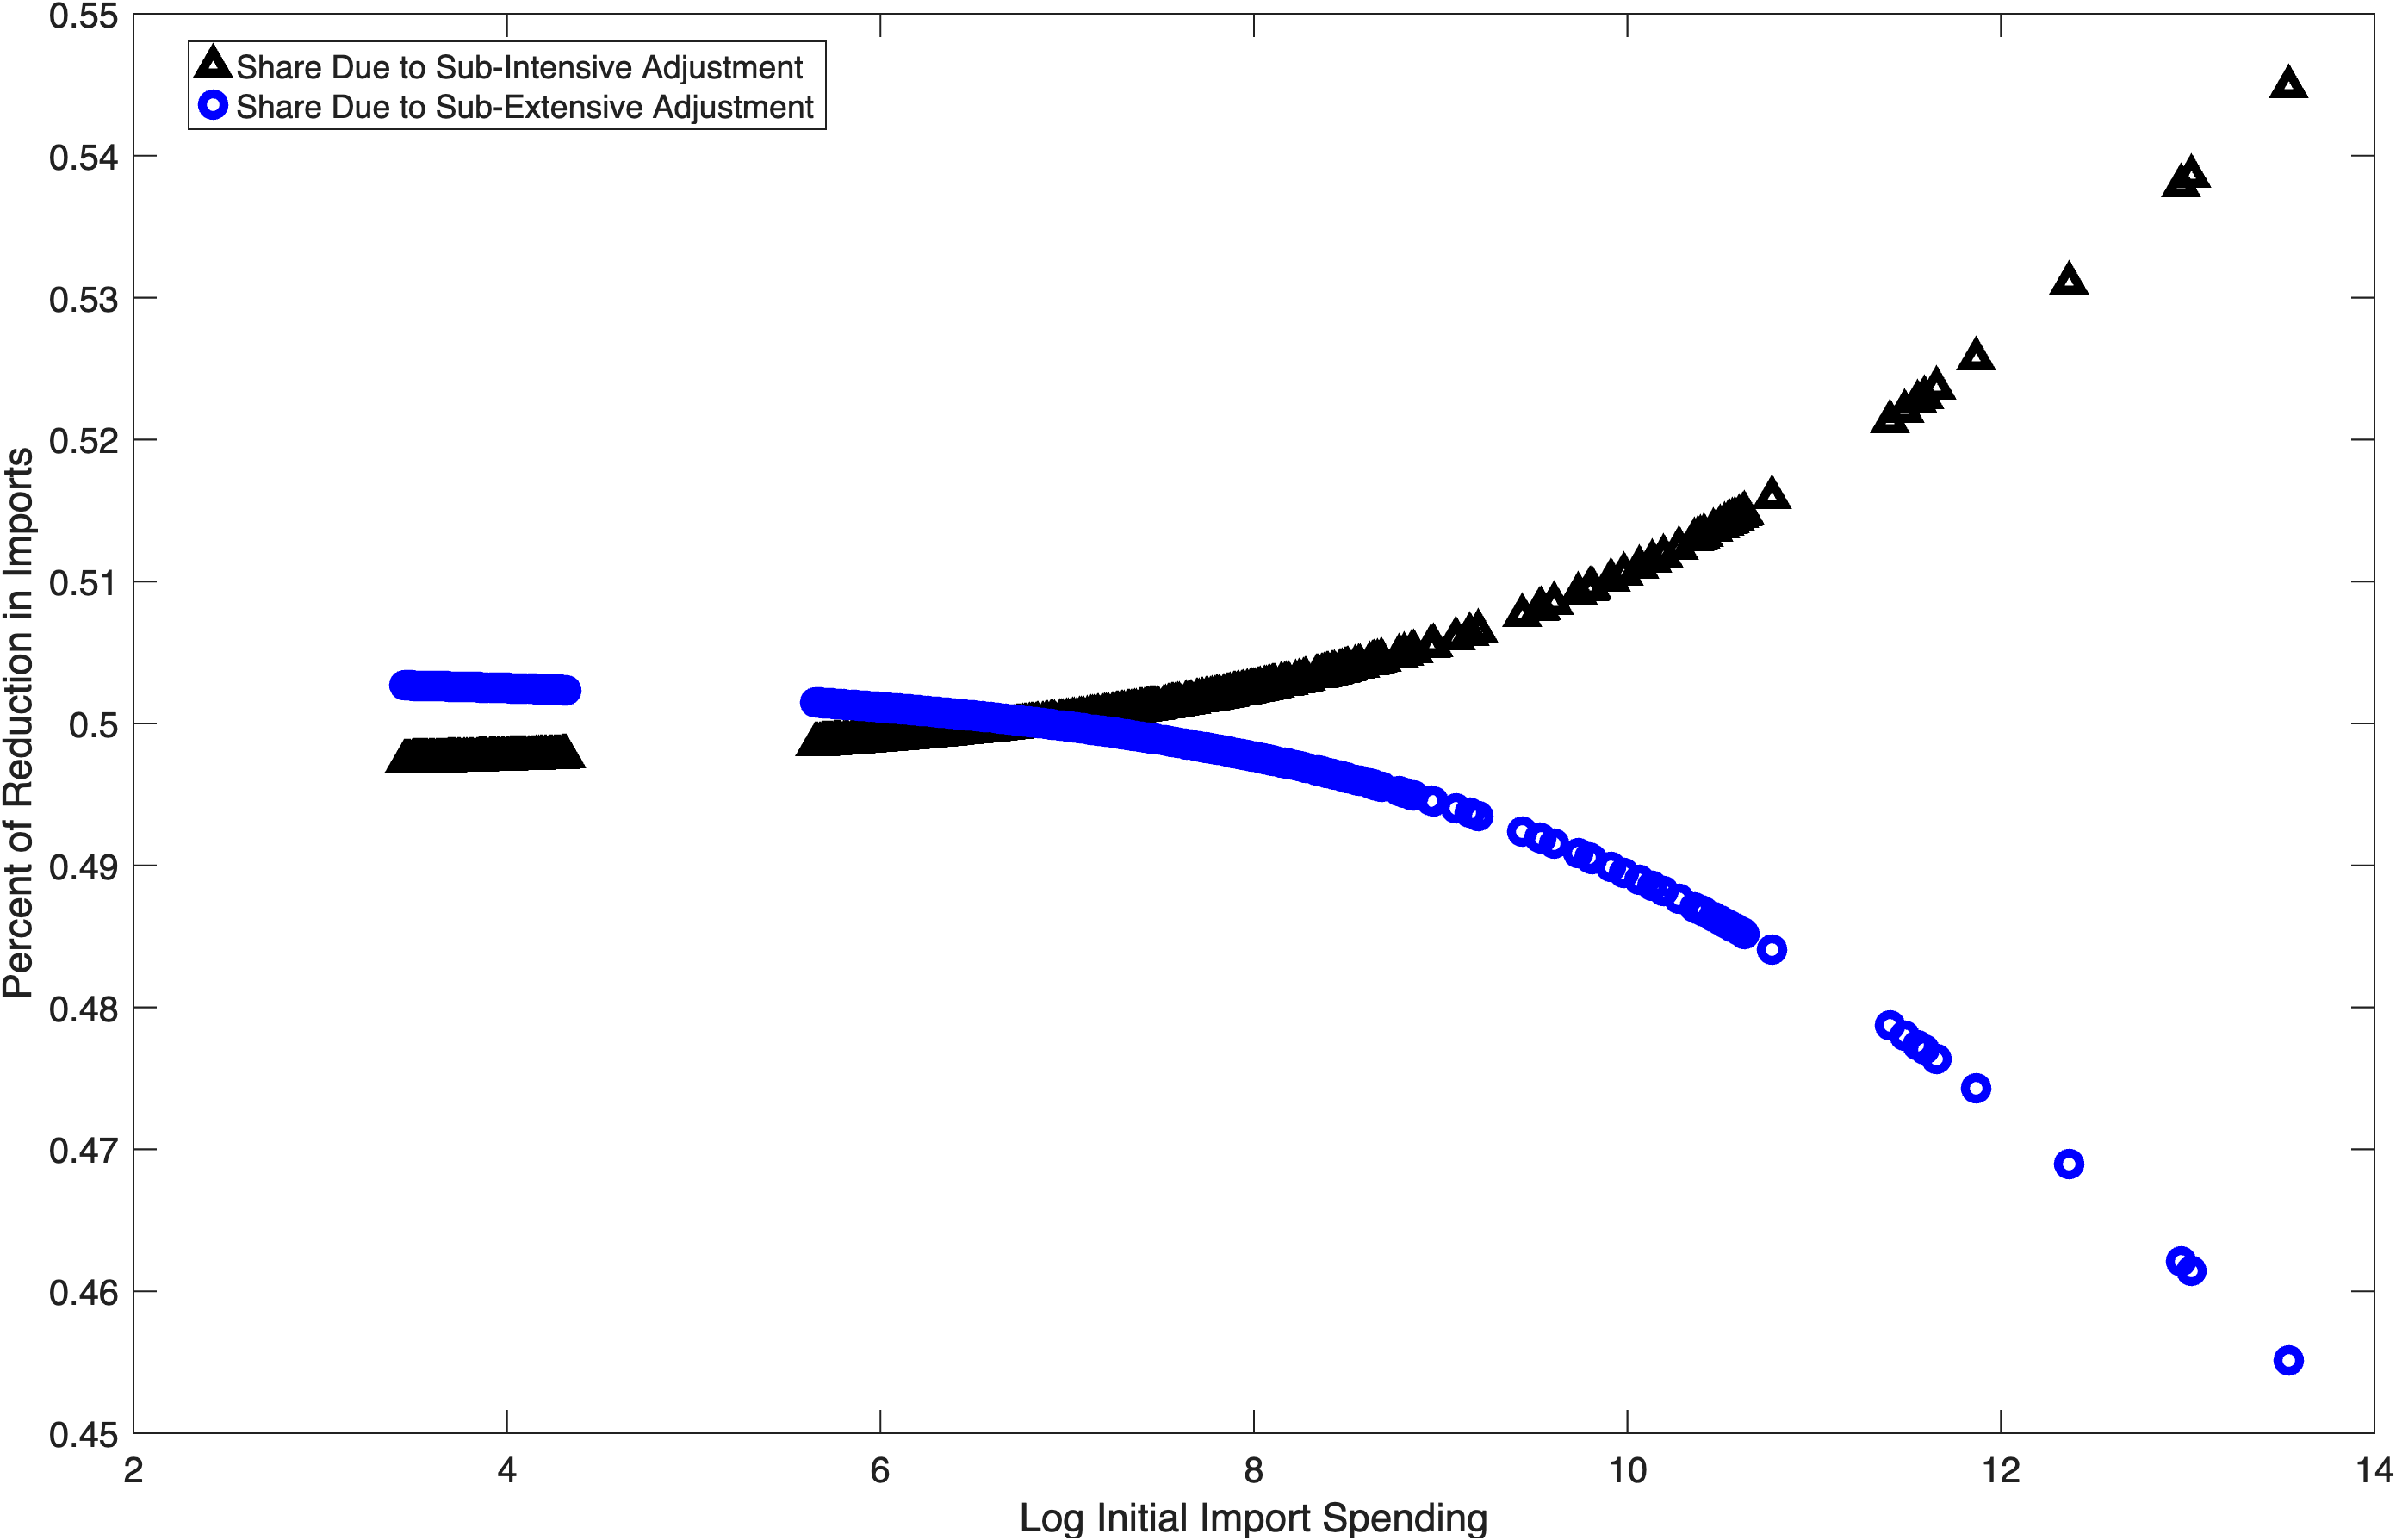 0.55
Share Due to Sub-Intensive Adjustment
Share Due to Sub-Extensive Adjustment
0.54
0.53
0.52
0.51
0.5
0.49
0.48
0.47
0.46
0.45
Percent of Reduction in Imports
2 4 6 8 10 12 14
Log Initial Import Spending